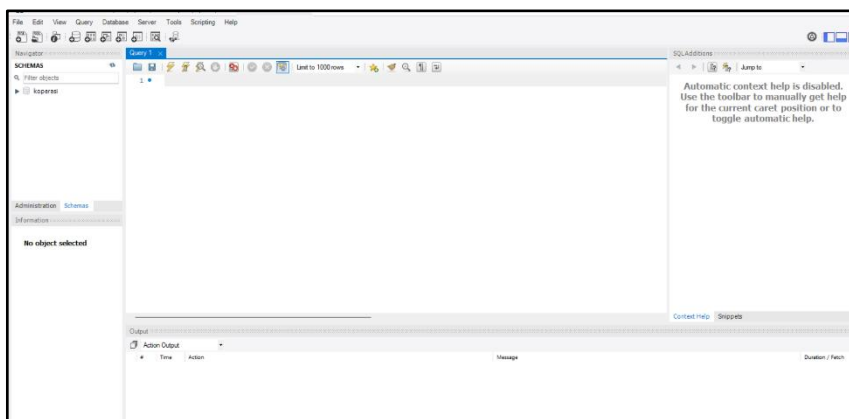 File Edit View Query Database Server Tools Scripting Help
Navigator
SCHEMAS
Filter objects
koparasi
Administration Schemas
Information
No object selected
Query 1
Limit to 1000 rows
1
SQL Additions
Jump to
Automatic context help is disabled.
Use the toolbar to manually get help
for the current caret position or to
toggle automatic help.
Context Help Snippets
Output
Action Output
# Time Action Message Duration / Fetch